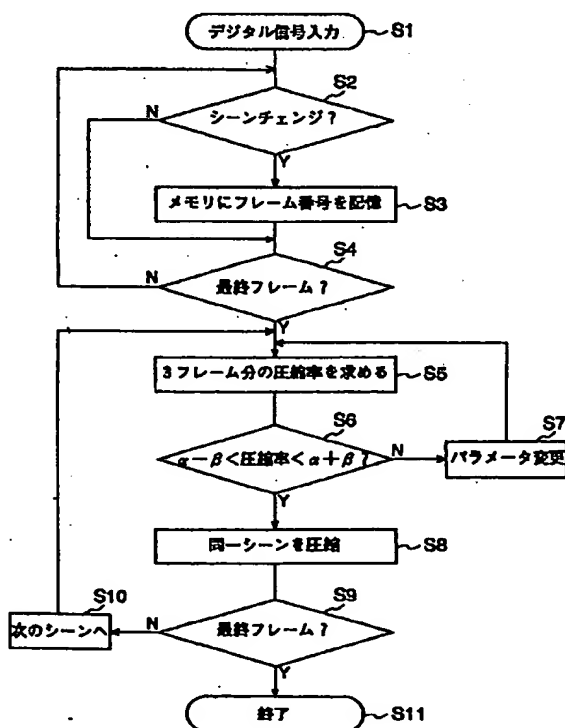 デジタル信号入力 S1
S2
N シーンチェンジ?
Y
メモリにフレーム番号を記憶 S3
S4
N 最終フレーム?
Y
3フレーム分の圧縮率を求める S5
S6
S7
α-β<圧縮率<α+β? N パラメータ変更
Y
同一シーンを圧縮 S8
S10 S9
次のシーンへ N 最終フレーム?
Y
終了 S11